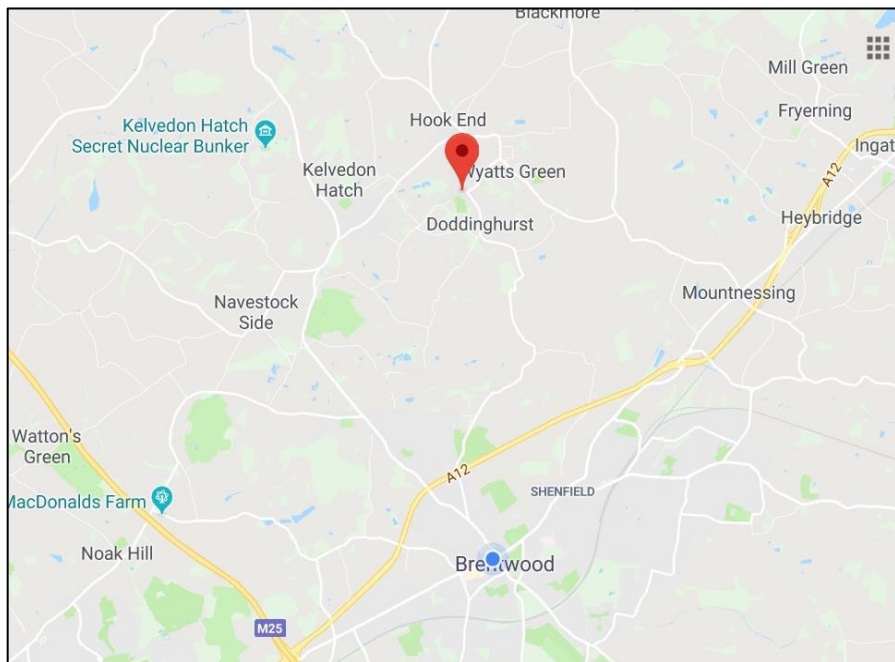 Blackmore
Mill Green
Fryerning
Hook End
Kelvedon Hatch
Secret Nuclear Bunker
Ingat
A12
Kelvedon
Hatch
Wyatts Green
Doddinghurst
Heybridge
Mountnessing
Navestock
Side
Watton's
Green
A12
SHENFIELD
MacDonalds Farm
Noak Hill
Brentwood
M25